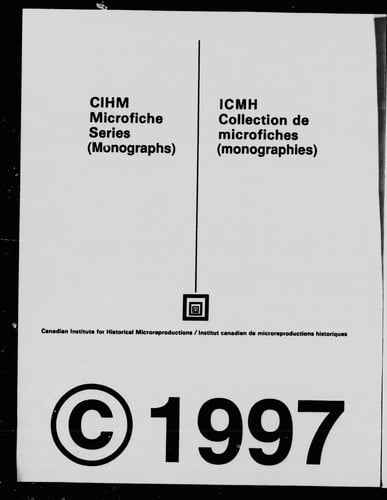 CIHM
Microfiche
Series
(Monographs)
ICMH
Collection de
microfiches
(monographies)
Canadian Institute for Historical Microreproductions / Institut canadien de microreproductions historiques
© 1997